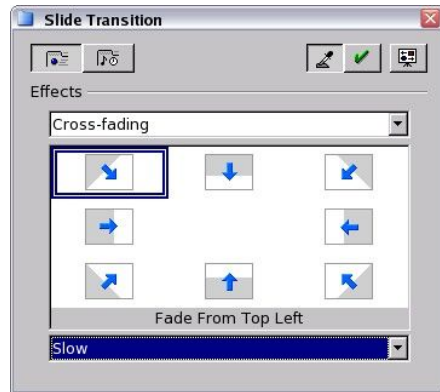 Slide Transition
Effects
Cross-fading
Fade From Top Left
Slow